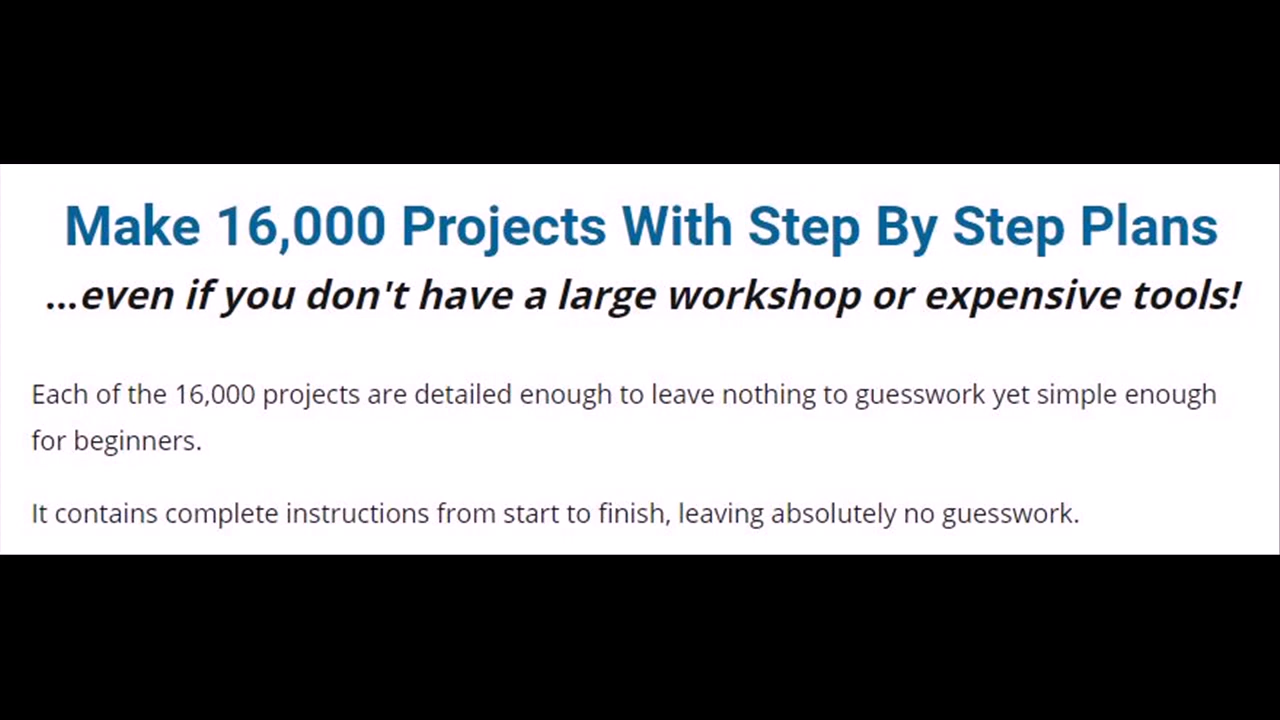 Make 16,000 Projects With Step By Step Plans
...even if you don't have a large workshop or expensive tools!
Each of the 16,000 projects are detailed enough to leave nothing to guesswork yet simple enough
for beginners.
It contains complete instructions from start to finish, leaving absolutely no guesswork.